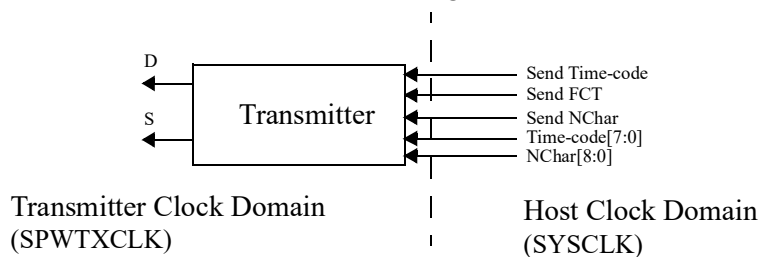 D
Send Time-code
Send FCT
S
Transmitter
Send NChar
Time-code[7:0]
NChar[8:0]
Transmitter Clock Domain
(SPWTXCLK)
Host Clock Domain
(SYSCLK)